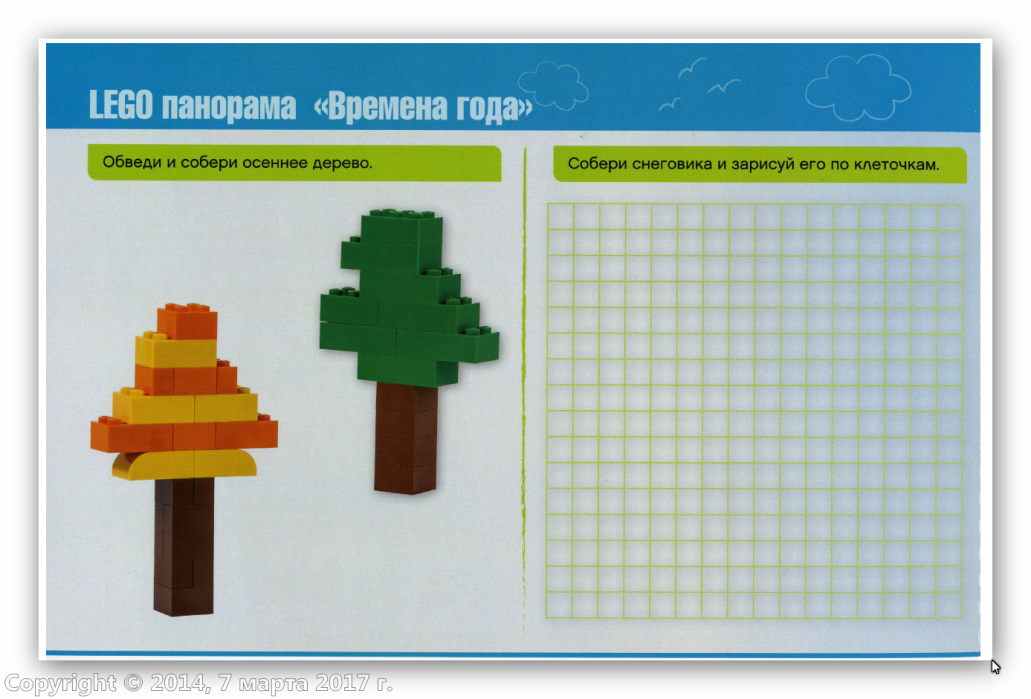 LEGO панорама «Времена года»
Обведи и собери осеннее дерево.
Собери снеговика и зарисуй его по клеточкам.
Copyright © 2014, 7 марта 2017 г.